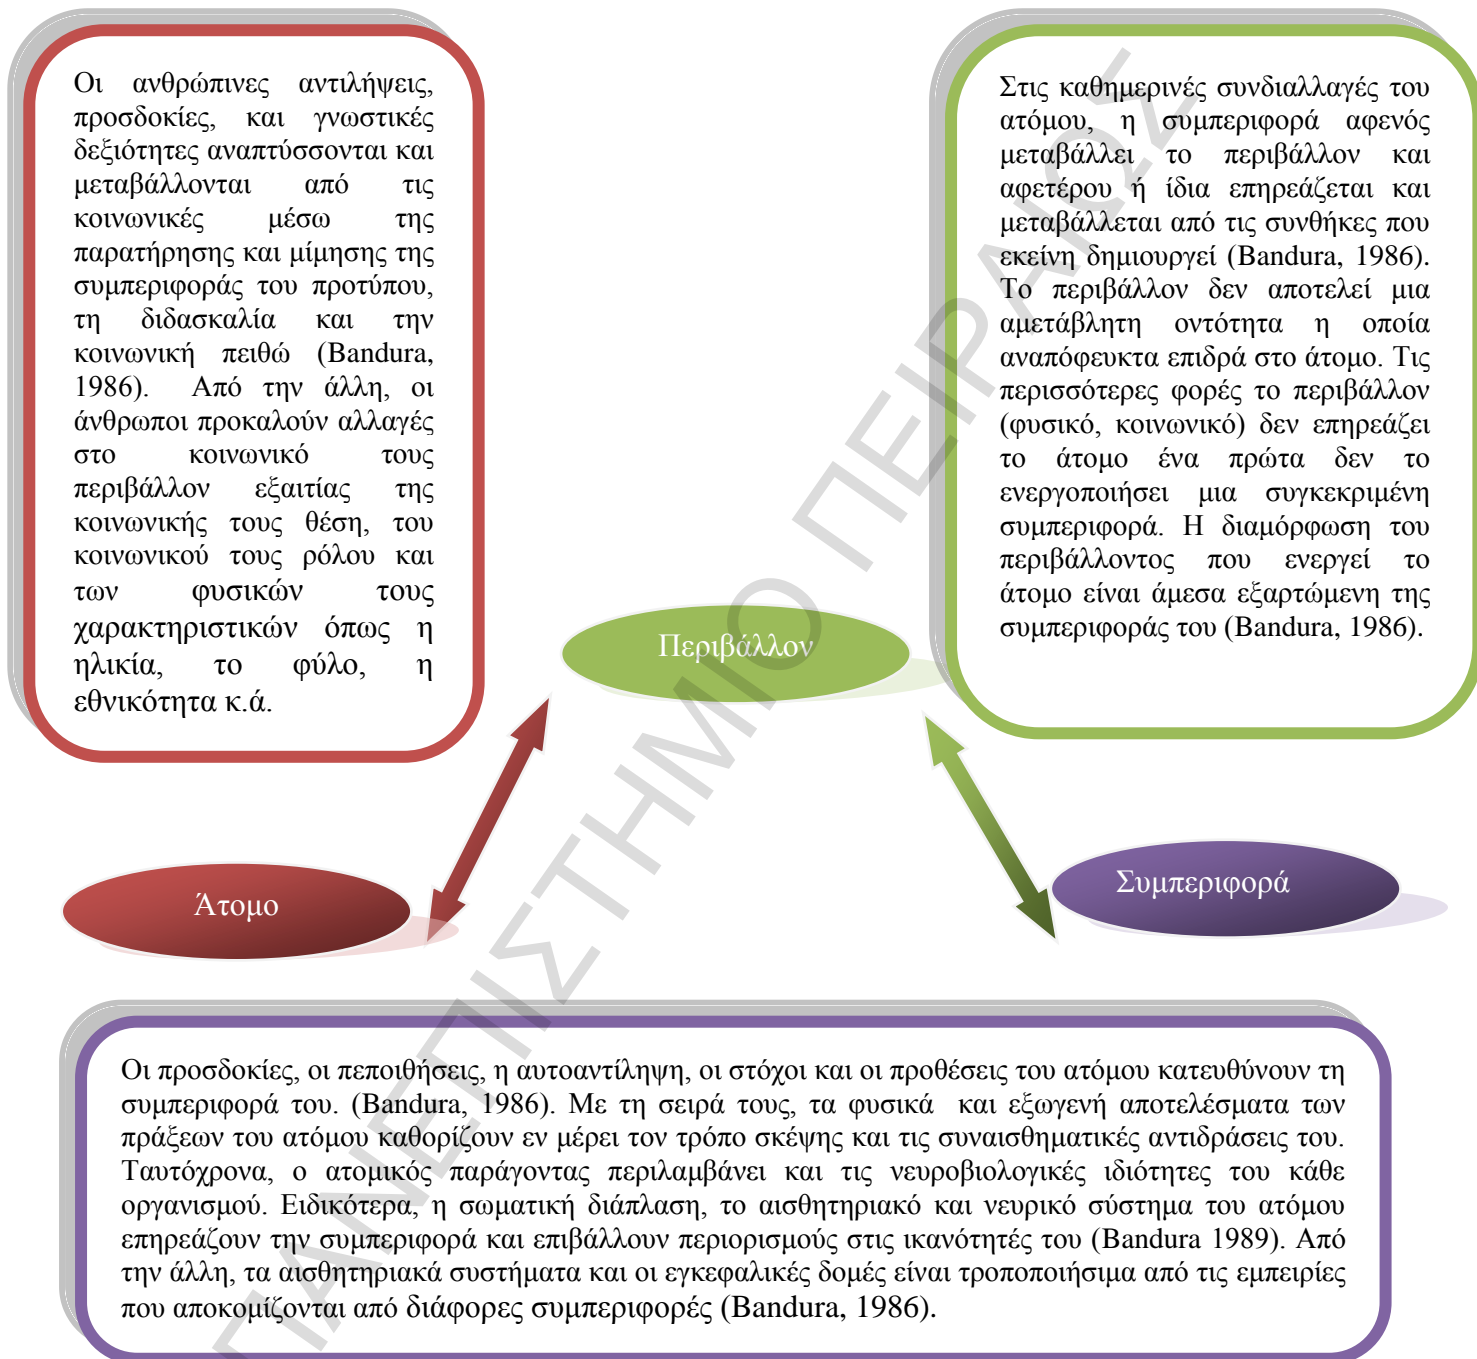 Οι ανθρώπινες αντιλήψεις,
προσδοκίες, και γνωστικές
δεξιότητες αναπτύσσονται και
μεταβάλλονται από τις
κοινωνικές μέσω της
παρατήρησης και μίμησης της
συμπεριφοράς του προτύπου,
τη διδασκαλία και την
κοινωνική πειθώ (Bandura,
1986). Από την άλλη, οι
άνθρωποι προκαλούν αλλαγές
στο κοινωνικό τους
περιβάλλον εξαιτίας της
κοινωνικής τους θέση, του
κοινωνικού τους ρόλου και
των φυσικών τους
χαρακτηριστικών όπως η
ηλικία, το φύλο, η
εθνικότητα κ.ά.
Στις καθημερινές συνδιαλλαγές του
ατόμου, η συμπεριφορά αφενός
μεταβάλλει το περιβάλλον και
αφετέρου ή ίδια επηρεάζεται και
μεταβάλλεται από τις συνθήκες που
εκείνη δημιουργεί (Bandura, 1986).
Το περιβάλλον δεν αποτελεί μια
αμετάβλητη οντότητα η οποία
αναπόφευκτα επιδρά στο άτομο. Τις
περισσότερες φορές το περιβάλλον
(φυσικό, κοινωνικό) δεν επηρεάζει
το άτομο ένα πρώτα δεν το
ενεργοποιήσει μια συγκεκριμένη
συμπεριφορά. Η διαμόρφωση του
περιβάλλοντος που ενεργεί το
άτομο είναι άμεσα εξαρτώμενη της
συμπεριφοράς του (Bandura, 1986).
Περιβάλλον
Άτομο
Συμπεριφορά
Οι προσδοκίες, οι πεποιθήσεις, η αυτοαντίληψη, οι στόχοι και οι προθέσεις του ατόμου κατευθύνουν τη
συμπεριφορά του. (Bandura, 1986). Με τη σειρά τους, τα φυσικά και εξωγενή αποτελέσματα των
πράξεων του ατόμου καθορίζουν εν μέρει τον τρόπο σκέψης και τις συναισθηματικές αντιδράσεις του.
Ταυτόχρονα, ο ατομικός παράγοντας περιλαμβάνει και τις νευροβιολογικές ιδιότητες του κάθε
οργανισμού. Ειδικότερα, η σωματική διάπλαση, το αισθητηριακό και νευρικό σύστημα του ατόμου
επηρεάζουν την συμπεριφορά και επιβάλλουν περιορισμούς στις ικανότητές του (Bandura 1989). Από
την άλλη, τα αισθητηριακά συστήματα και οι εγκεφαλικές δομές είναι τροποποιήσιμα από τις εμπειρίες
που αποκομίζονται από διάφορες συμπεριφορές (Bandura, 1986).
ΠΑΝΕΠΙΣΤΗΜΙΟ ΠΕΙΡΑΙΩΣ